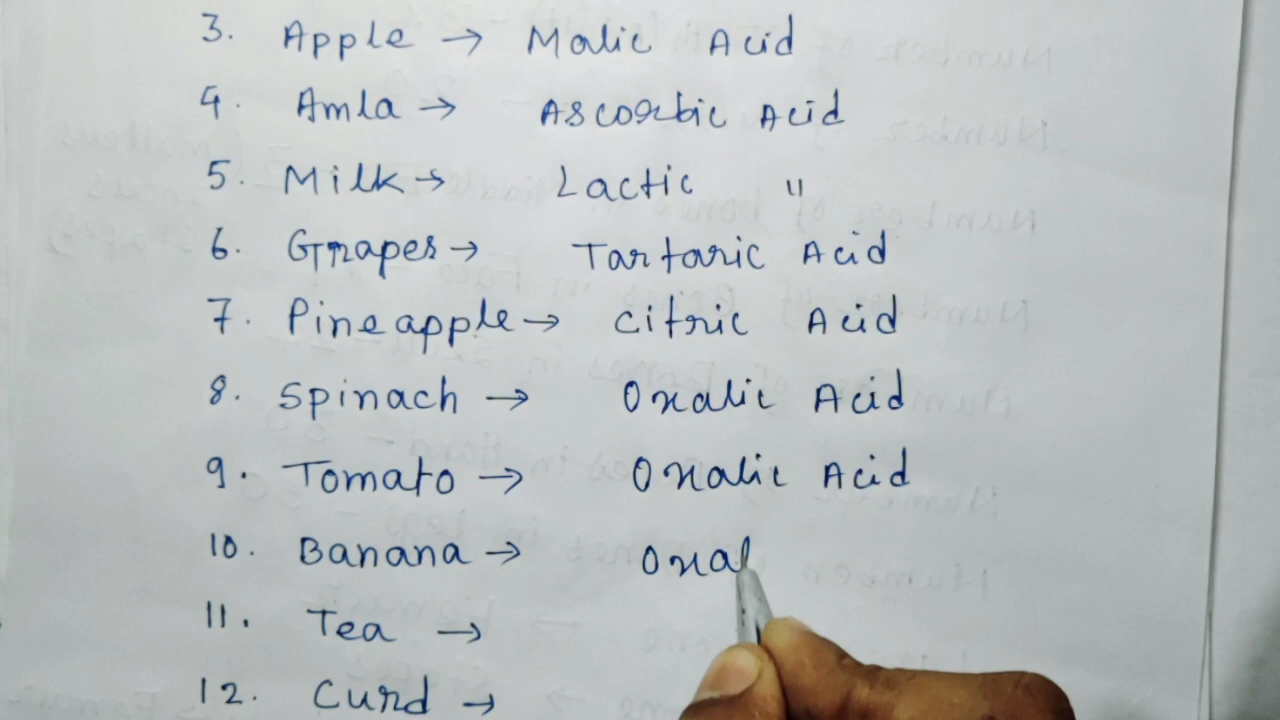 3. Apple → Malic Acid
4. Amla → Ascorbic Acid
5. Milk → Lactic "
6. Grapes → Tartaric Acid
7. Pineapple → Citric Acid
8. Spinach → Oxalic Acid
9. Tomato → Oxalic Acid
10. Banana → Oxal
11. Tea →
12. Curd →